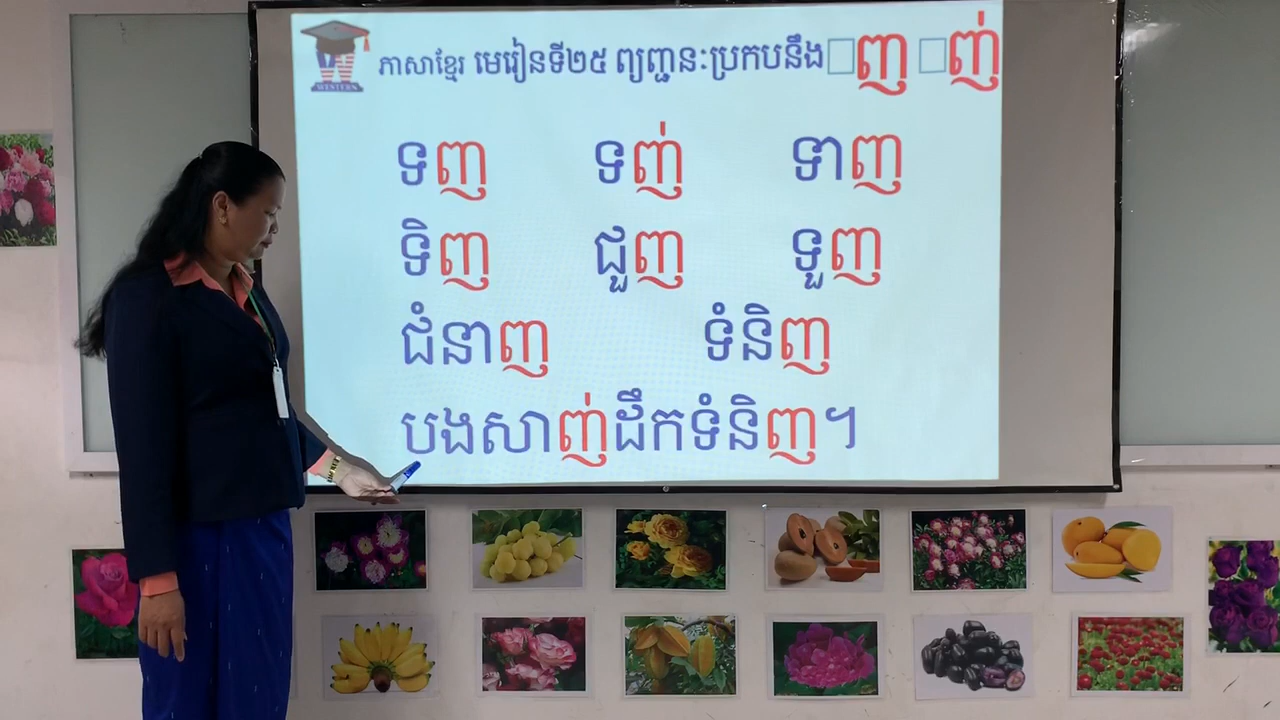 ភាសាខ្មែរ មេរៀនទី២៥ ព្យញ្ជនៈប្រកបនឹង□ញ □ញ់
WESTERN
ទញ ទញ់ ទាញ
ទិញ ជួញ ទួញ
ជំនាញ ទំនិញ
បងសាញ់ដឹកទំនិញ។